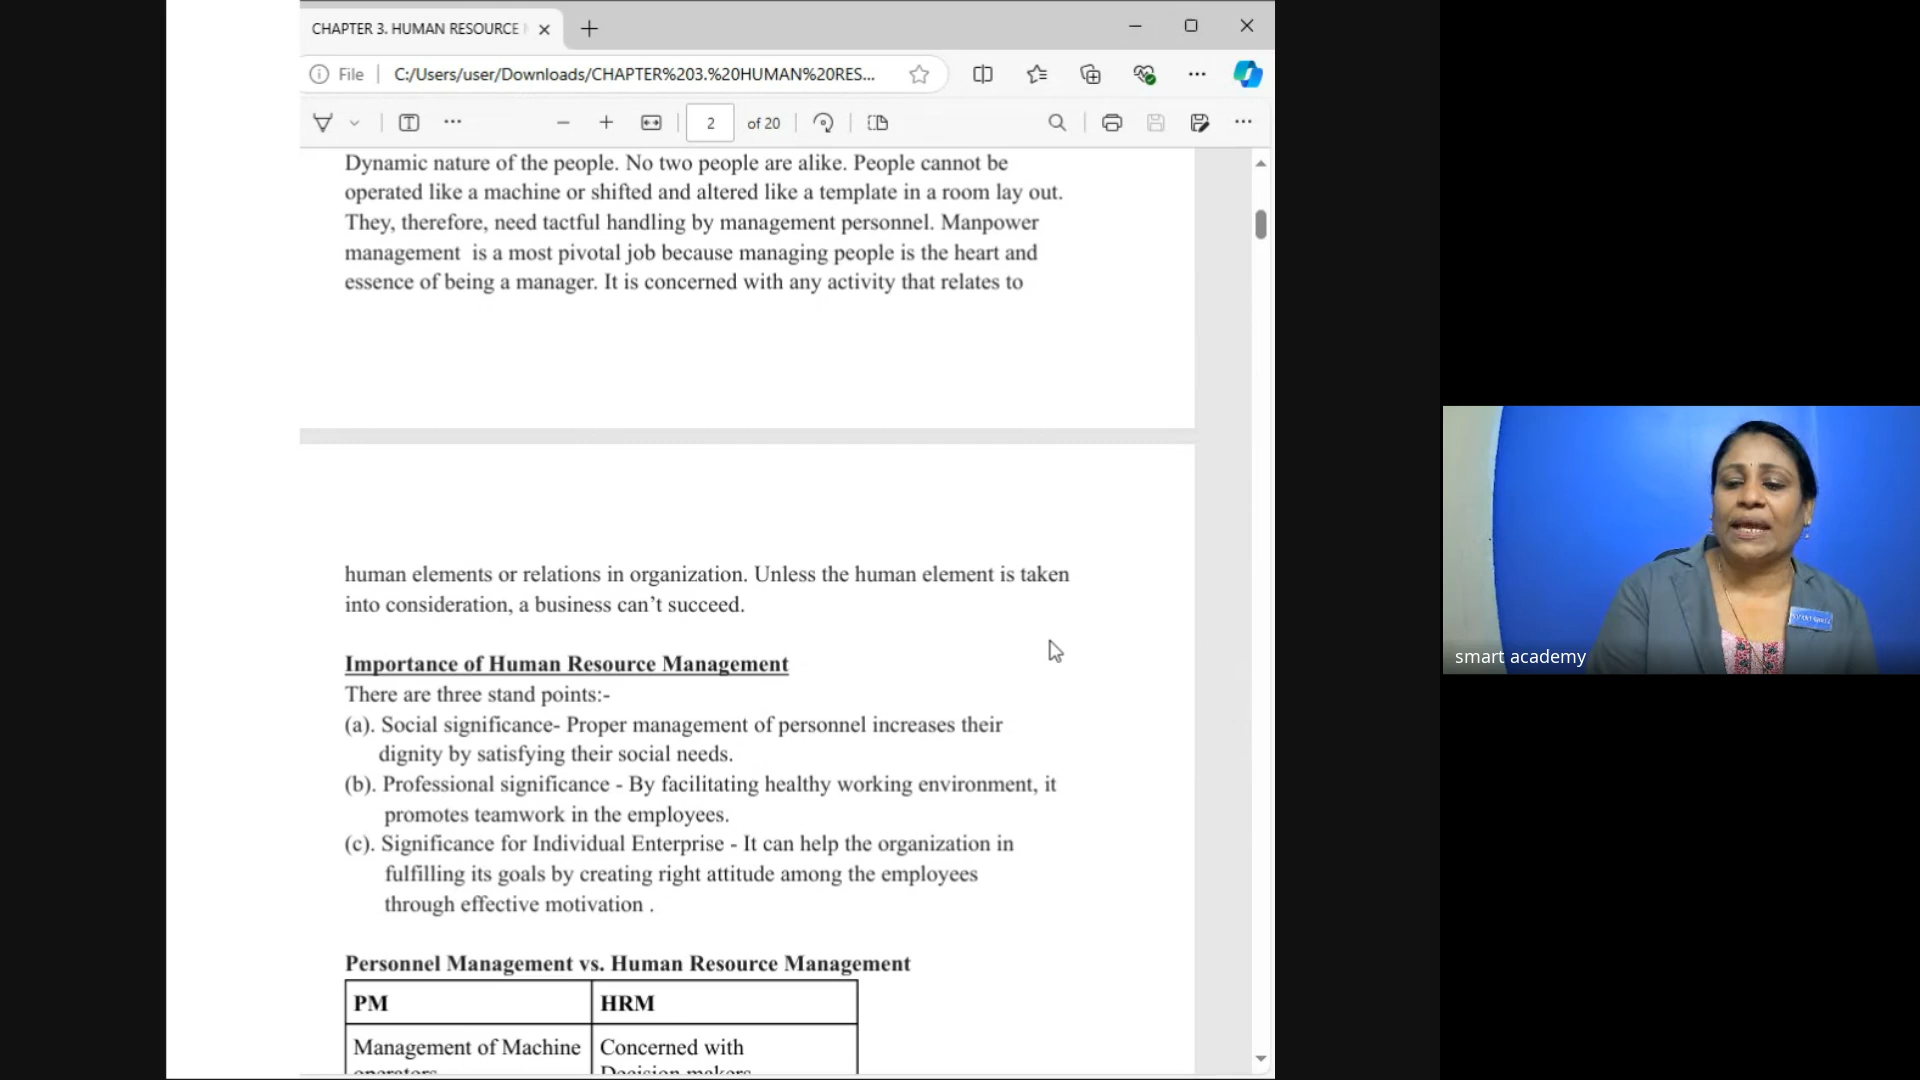 CHAPTER 3. HUMAN RESOURCE
File
C:/Users/user/Downloads/CHAPTER%203.%20HUMAN%20RES...
2 of 20
Dynamic nature of the people. No two people are alike. People cannot be
operated like a machine or shifted and altered like a template in a room lay out.
They, therefore, need tactful handling by management personnel. Manpower
management  is a most pivotal job because managing people is the heart and
essence of being a manager. It is concerned with any activity that relates to
human elements or relations in organization. Unless the human element is taken
into consideration, a business can’t succeed.
Importance of Human Resource Management
There are three stand points:-
(a). Social significance- Proper management of personnel increases their
dignity by satisfying their social needs.
(b). Professional significance - By facilitating healthy working environment, it
promotes teamwork in the employees.
(c). Significance for Individual Enterprise - It can help the organization in
fulfilling its goals by creating right attitude among the employees
through effective motivation .
Personnel Management vs. Human Resource Management
PM HRM
Management of Machine Concerned with
operators Decision makers
smart academy